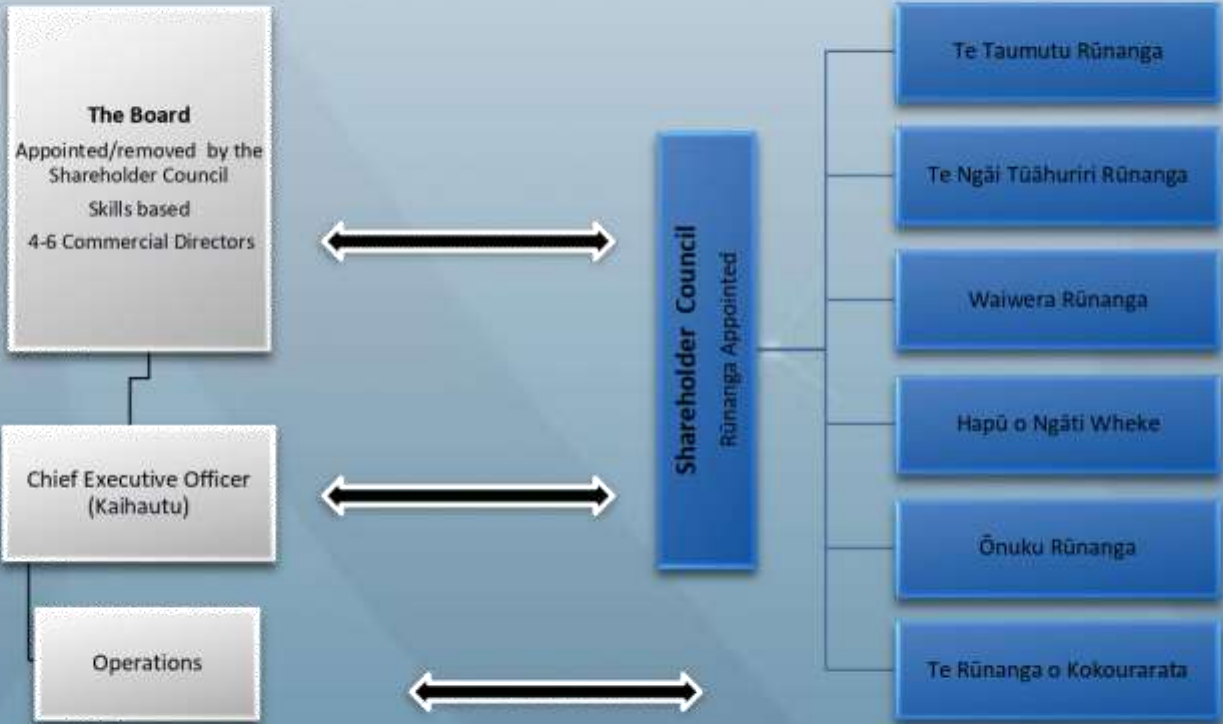 The Board
Appointed/removed by the
Shareholder Council
Skills based
4-6 Commercial Directors
Chief Executive Officer
(Kaihautu)
Operations
Shareholder Council
Rūnanga Appointed
Te Taumutu Rūnanga
Te Ngāi Tūāhuriri Rūnanga
Waiwera Rūnanga
Hapū o Ngāti Wheke
Ōnuku Rūnanga
Te Rūnanga o Kokourarata